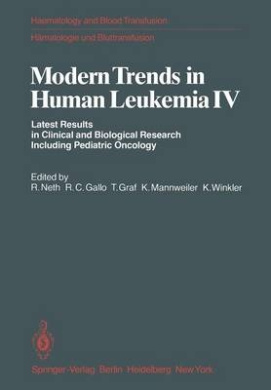 Haematology and Blood Transfusion
Hämatologie und Bluttransfusion
Modern Trends in
Human Leukemia IV
Latest Results
in Clinical and Biological Research
Including Pediatric Oncology
Edited by
R. Neth R. C. Gallo T. Graf K. Mannweiler K. Winkler
Springer-Verlag Berlin Heidelberg New York